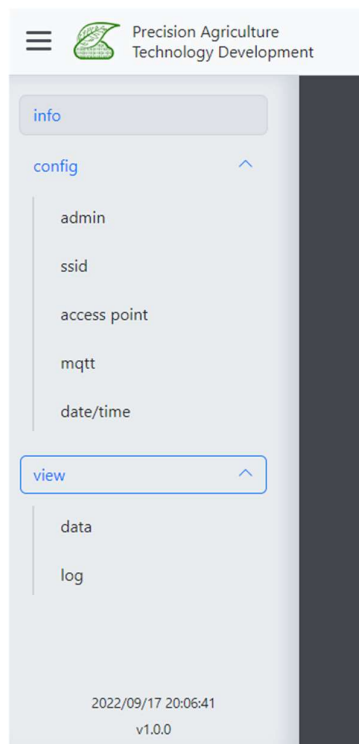 Precision Agriculture
Technology Development
info
config
admin
ssid
access point
mqtt
date/time
view
data
log
2022/09/17 20:06:41
v1.0.0